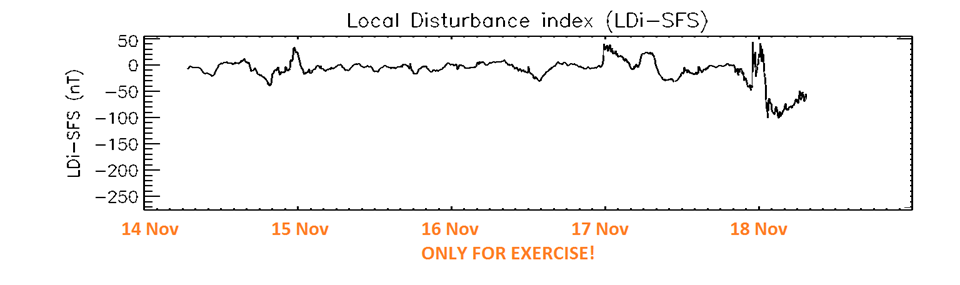 Local Disturbance index (LDi-SFS)
50
0
-50
-100
-150
-200
-250
LDi-SFS (nT)
14 Nov 15 Nov 16 Nov 17 Nov 18 Nov
ONLY FOR EXERCISE!